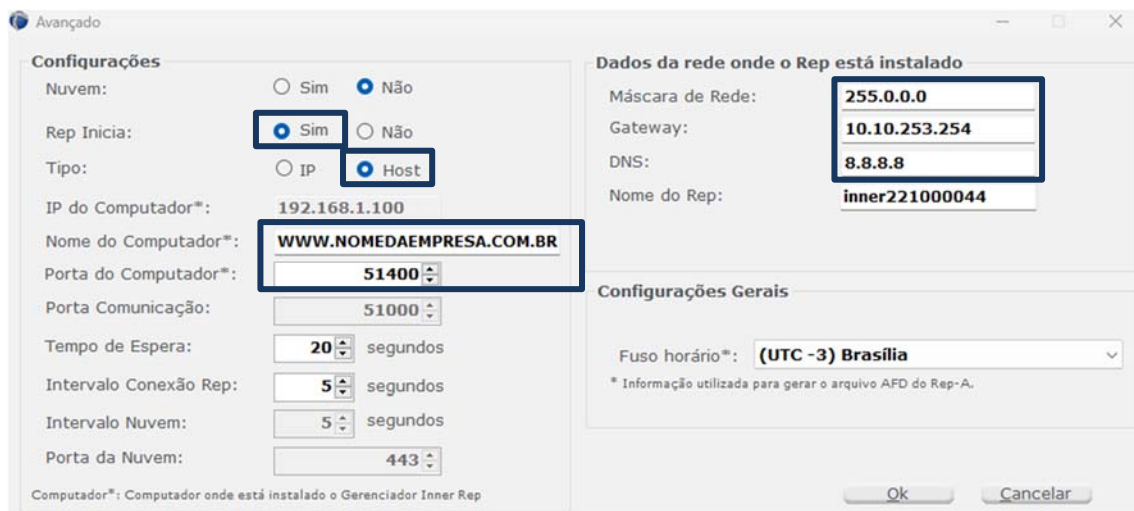 Avançado
Configurações
Nuvem: Sim Não
Rep Inicia: Sim Não
Tipo: IP Host
IP do Computador*: 192.168.1.100
Nome do Computador*: WWW.NOMEDAEMPRESA.COM.BR
Porta do Computador*: 51400
Porta Comunicação: 51000
Tempo de Espera: 20 segundos
Intervalo Conexão Rep: 5 segundos
Intervalo Nuvem: 5 segundos
Porta da Nuvem: 443
Computador*: Computador onde está instalado o Gerenciador Inner Rep
Dados da rede onde o Rep está instalado
Máscara de Rede: 255.0.0.0
Gateway: 10.10.253.254
DNS: 8.8.8.8
Nome do Rep: inner221000044
Configurações Gerais
Fuso horário*: (UTC -3) Brasília
* Informação utilizada para gerar o arquivo AFD do Rep-A.
Ok Cancelar